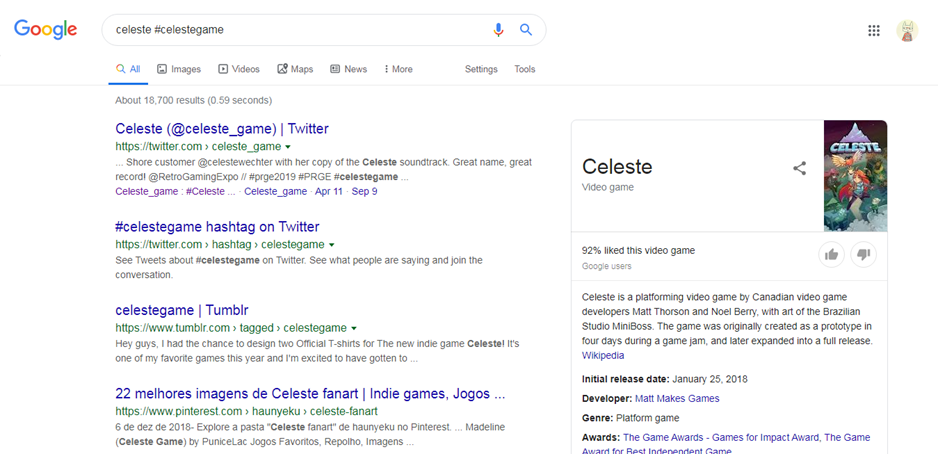 Google
celeste #celestegame
All Images Videos Maps News More Settings Tools
About 18,700 results (0.59 seconds)
Celeste (@celeste_game) | Twitter
https://twitter.com › celeste_game
... Shore customer @celestewechter with her copy of the Celeste soundtrack. Great name, great
record! @RetroGamingExpo // #prge2019 #PRGE #celestegame ...
Celeste_game : #Celeste ... · Celeste_game · Apr 11 · Sep 9
#celestegame hashtag on Twitter
https://twitter.com › hashtag › celestegame
See Tweets about #celestegame on Twitter. See what people are saying and join the
conversation.
celestegame | Tumblr
https://www.tumblr.com › tagged › celestegame
Hey guys, I had the chance to design two Official T-shirts for The new indie game Celeste! It's
one of my favorite games this year and I'm excited to have gotten to ...
22 melhores imagens de Celeste fanart | Indie games, Jogos ...
https://www.pinterest.com › haunyeku › celeste-fanart
6 de dez de 2018- Explore a pasta "Celeste fanart" de haunyeku no Pinterest. ... Madeline
(Celeste Game) by PuniceLac Jogos Favoritos, Repolho, Imagens ...
Celeste
Video game
CELESTE
92% liked this video game
Google users
Celeste is a platforming video game by Canadian video game
developers Matt Thorson and Noel Berry, with art of the Brazilian
Studio MiniBoss. The game was originally created as a prototype in
four days during a game jam, and later expanded into a full release.
Wikipedia
Initial release date: January 25, 2018
Developer: Matt Makes Games
Genre: Platform game
Awards: The Game Awards - Games for Impact Award, The Game
Award for Best Independent Game